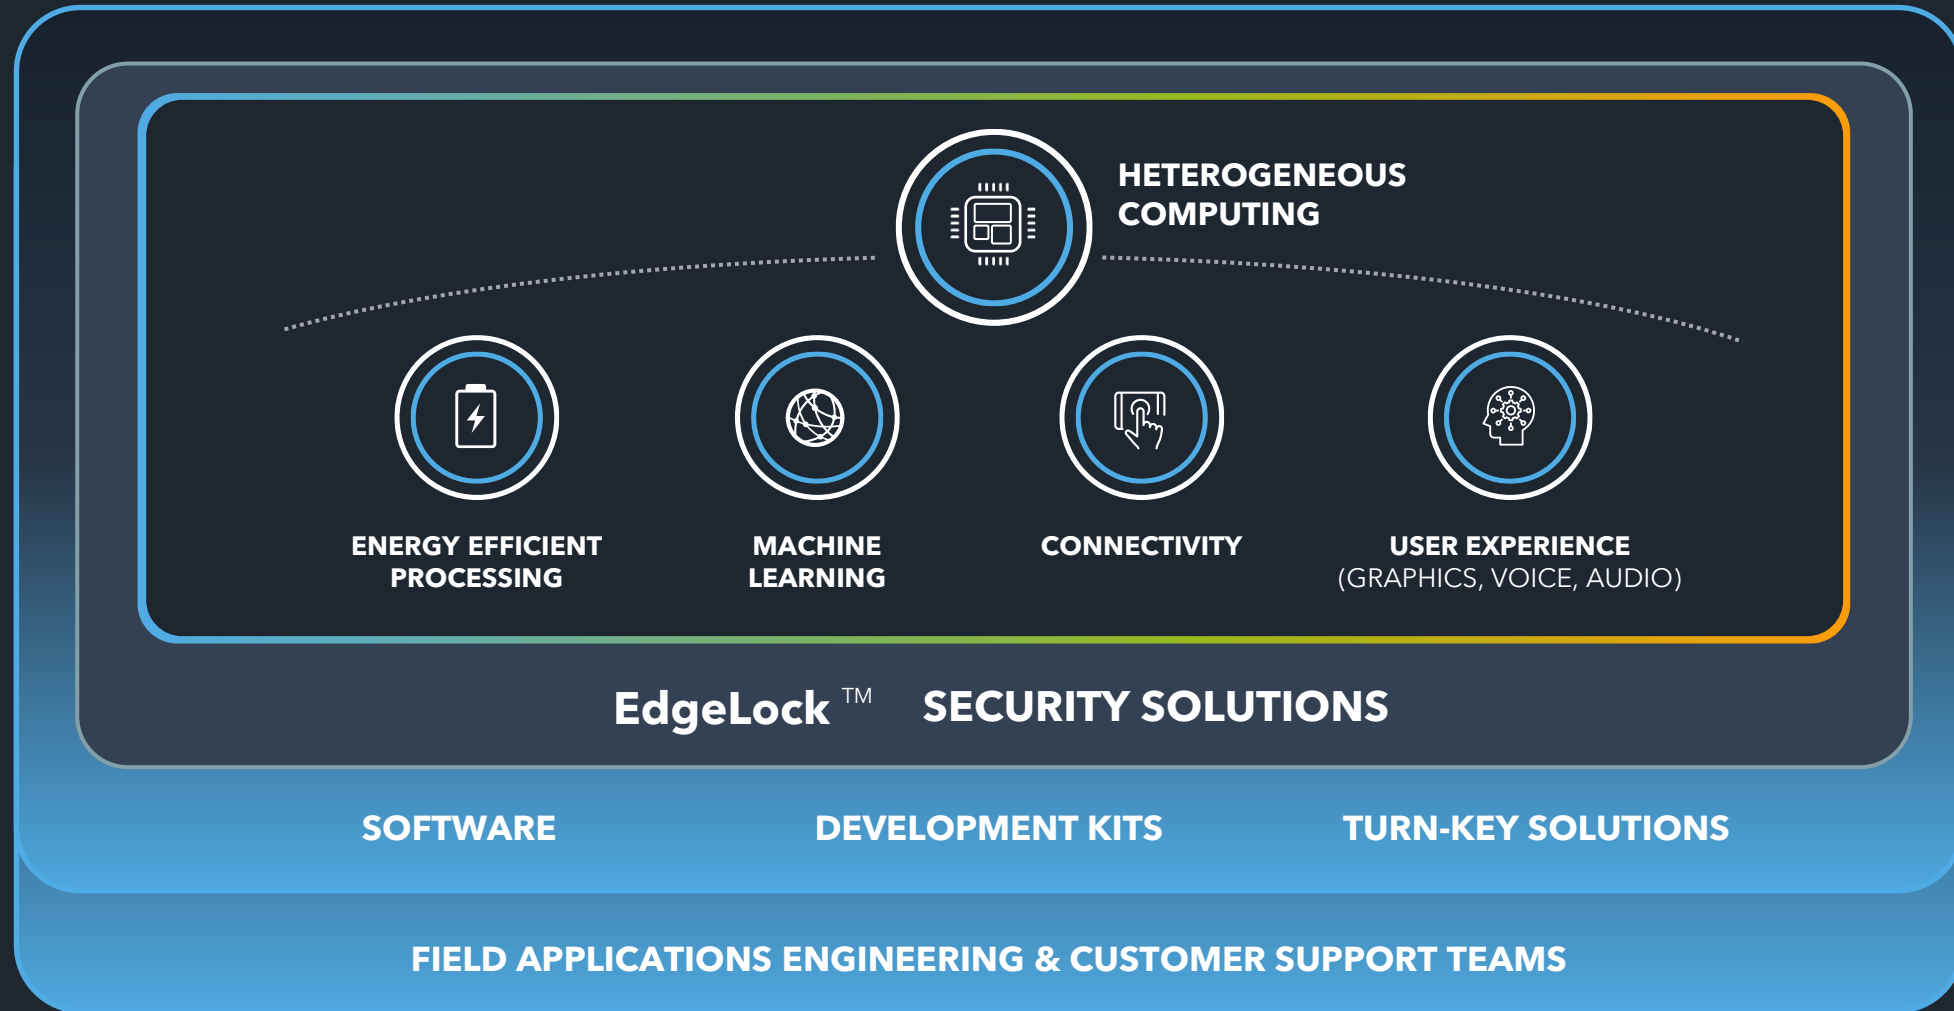 HETEROGENEOUS
COMPUTING
ENERGY EFFICIENT
PROCESSING
MACHINE
LEARNING
CONNECTIVITY
USER EXPERIENCE
(GRAPHICS, VOICE, AUDIO)
EdgeLock ™ SECURITY SOLUTIONS
SOFTWARE
DEVELOPMENT KITS
TURN-KEY SOLUTIONS
FIELD APPLICATIONS ENGINEERING & CUSTOMER SUPPORT TEAMS